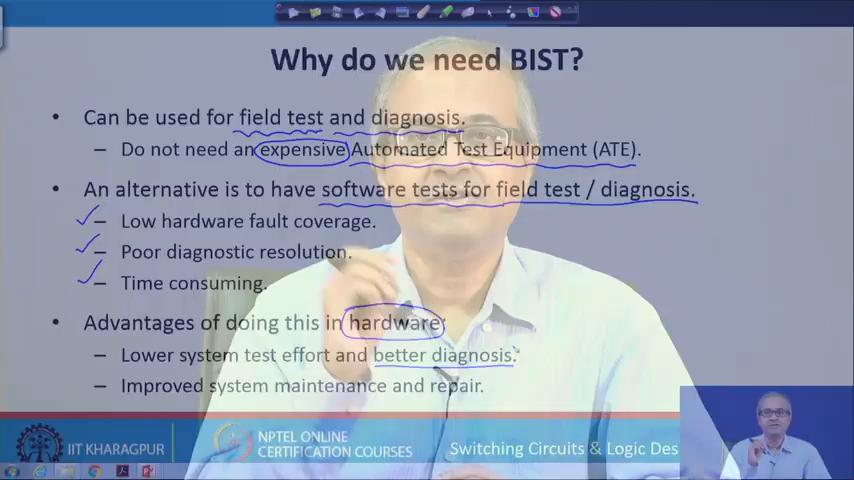 Why do we need BIST?
• Can be used for field test and diagnosis.
– Do not need an expensive Automated Test Equipment (ATE).
• An alternative is to have software tests for field test / diagnosis.
– Low hardware fault coverage.
– Poor diagnostic resolution.
– Time consuming.
• Advantages of doing this in hardware:
– Lower system test effort and better diagnosis.
– Improved system maintenance and repair.
IIT KHARAGPUR
NPTEL ONLINE
CERTIFICATION COURSES
Switching Circuits & Logic Des